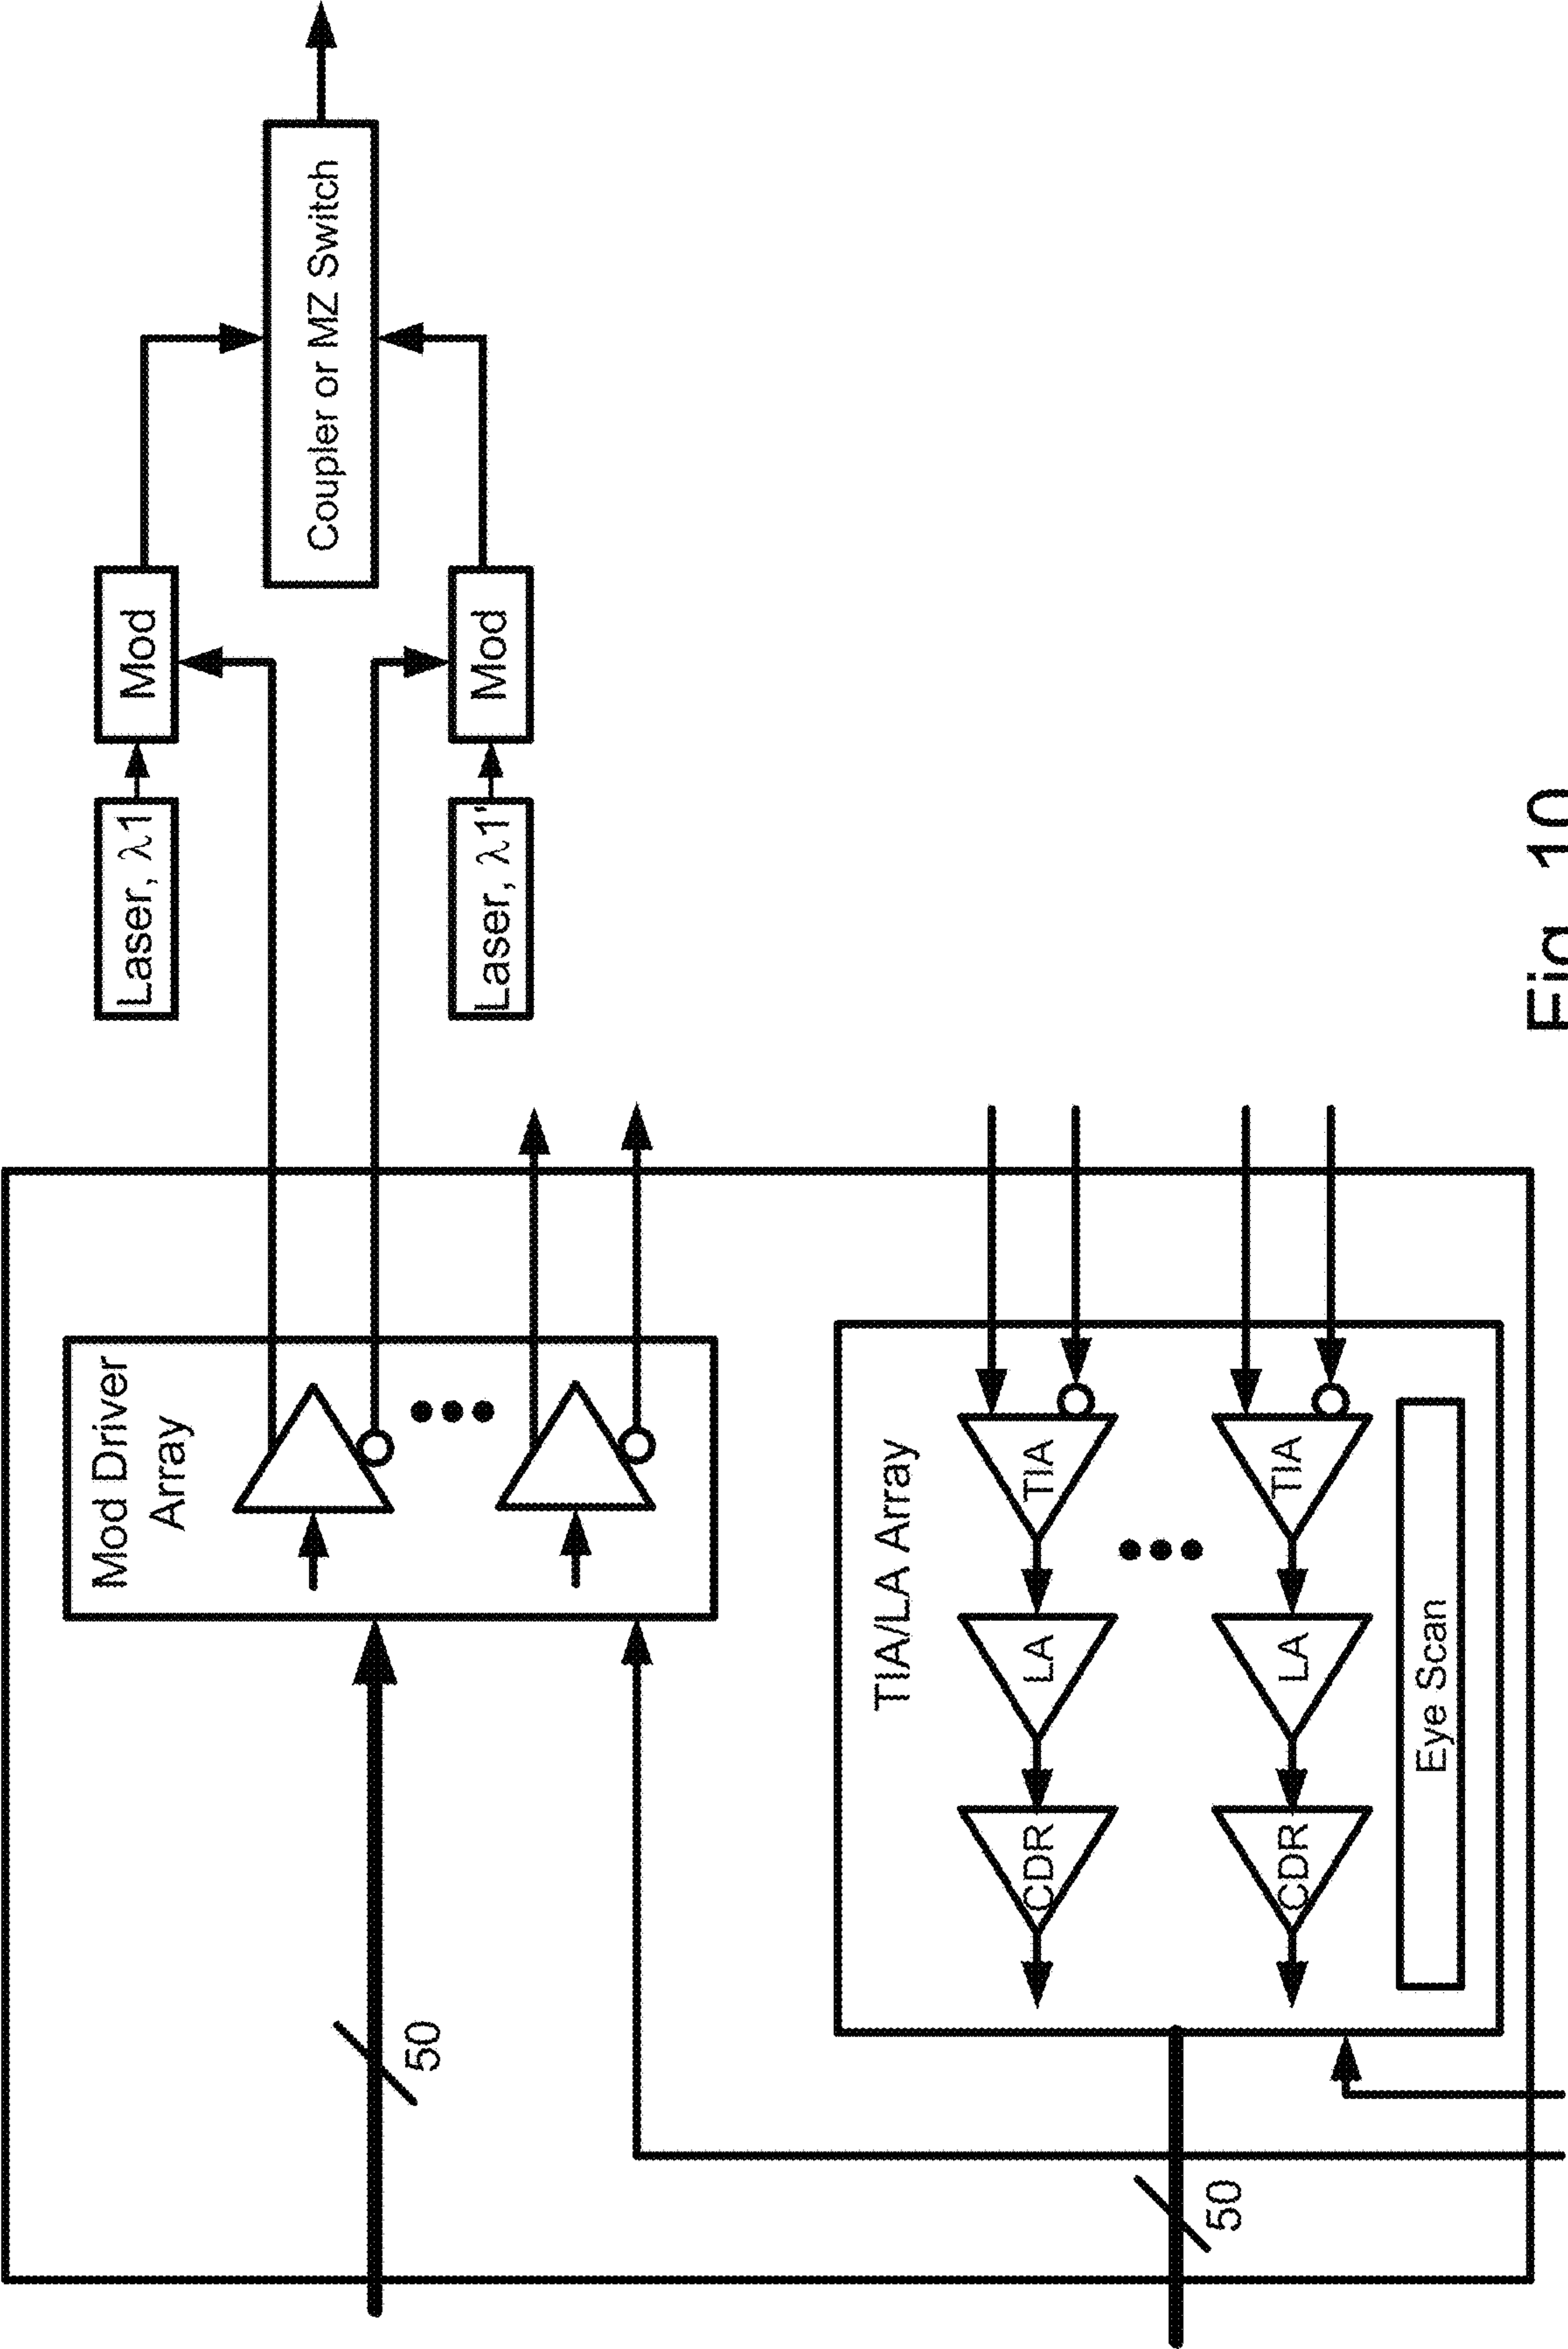 Mod Driver
Array
50
Laser, λ1
Mod
Coupler or MZ Switch
Laser, λ1'
Mod
TIA/LA Array
CDR
LA
TIA
CDR
LA
TIA
Eye Scan
50
Fig. 10